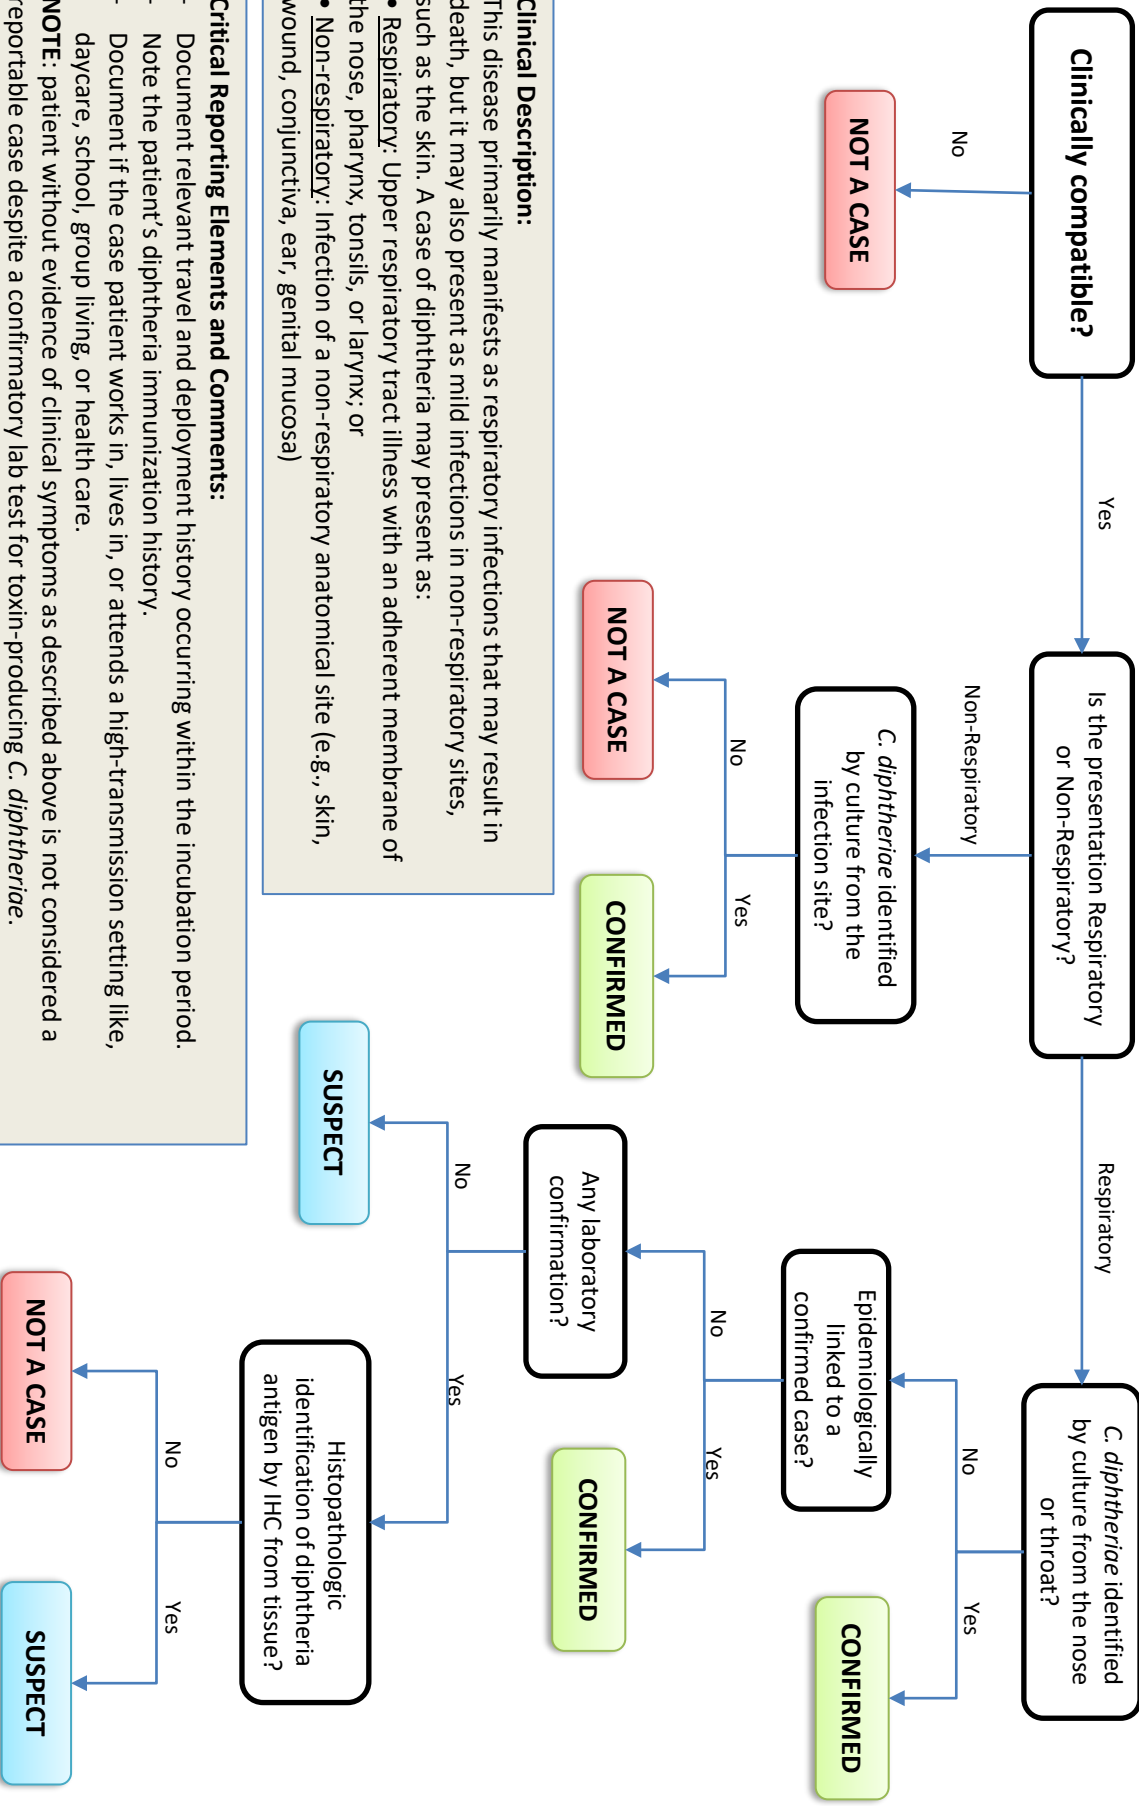 Clinically compatible?
No
NOT A CASE
Yes
Is the presentation Respiratory
or Non-Respiratory?
Non-Respiratory
C. diphtheriae identified
by culture from the
infection site?
No
NOT A CASE
Yes
CONFIRMED
Respiratory
C. diphtheriae identified
by culture from the nose
or throat?
No
Yes
CONFIRMED
Epidemiologically
linked to a
confirmed case?
No
Yes
CONFIRMED
Any laboratory
confirmation?
No
SUSPECT
Yes
Histopathologic
identification of diphtheria
antigen by IHC from tissue?
No
NOT A CASE
Yes
SUSPECT
Clinical Description:
This disease primarily manifests as respiratory infections that may result in
death, but it may also present as mild infections in non-respiratory sites,
such as the skin. A case of diphtheria may present as:
• Respiratory: Upper respiratory tract illness with an adherent membrane of
the nose, pharynx, tonsils, or larynx; or
• Non-respiratory: Infection of a non-respiratory anatomical site (e.g., skin,
wound, conjunctiva, ear, genital mucosa)
Critical Reporting Elements and Comments:
- Document relevant travel and deployment history occurring within the incubation period.
- Note the patient’s diphtheria immunization history.
- Document if the case patient works in, lives in, or attends a high-transmission setting like,
daycare, school, group living, or health care.
NOTE: patient without evidence of clinical symptoms as described above is not considered a
reportable case despite a confirmatory lab test for toxin-producing C. diphtheriae.